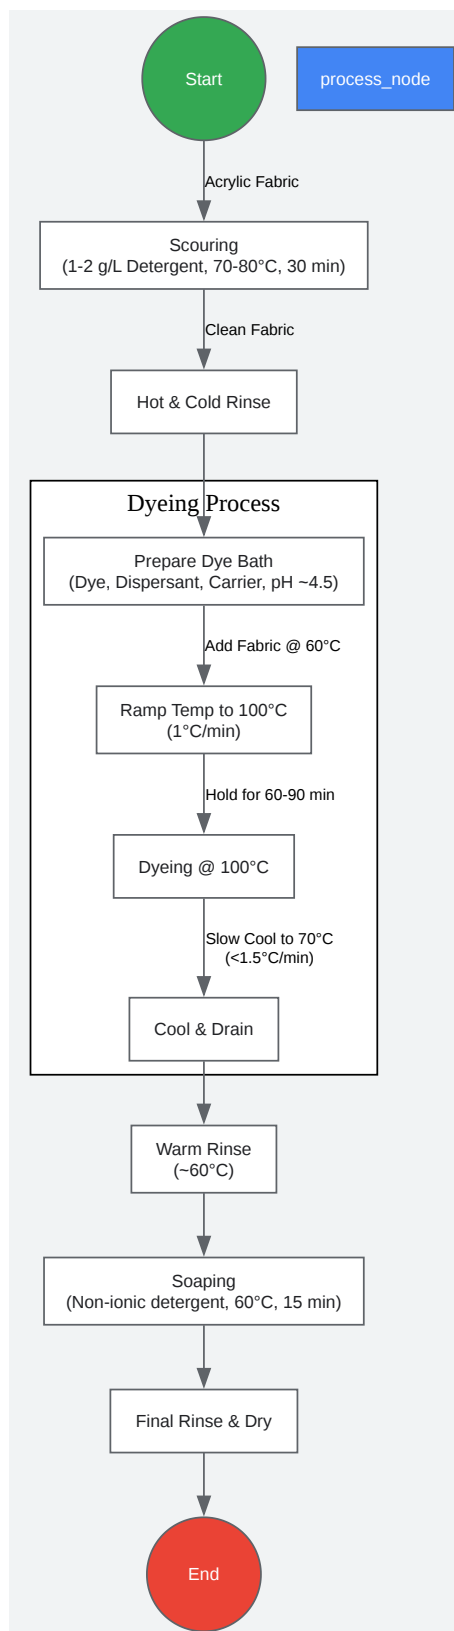 Start
process_node
Acrylic Fabric
Scouring
(1-2 g/L Detergent, 70-80°C, 30 min)
Clean Fabric
Hot & Cold Rinse
Dyeing Process
Prepare Dye Bath
(Dye, Dispersant, Carrier, pH ~4.5)
Add Fabric @ 60°C
Ramp Temp to 100°C
(1°C/min)
Hold for 60-90 min
Dyeing @ 100°C
Slow Cool to 70°C
(<1.5°C/min)
Cool & Drain
Warm Rinse
(~60°C)
Soaping
(Non-ionic detergent, 60°C, 15 min)
Final Rinse & Dry
End